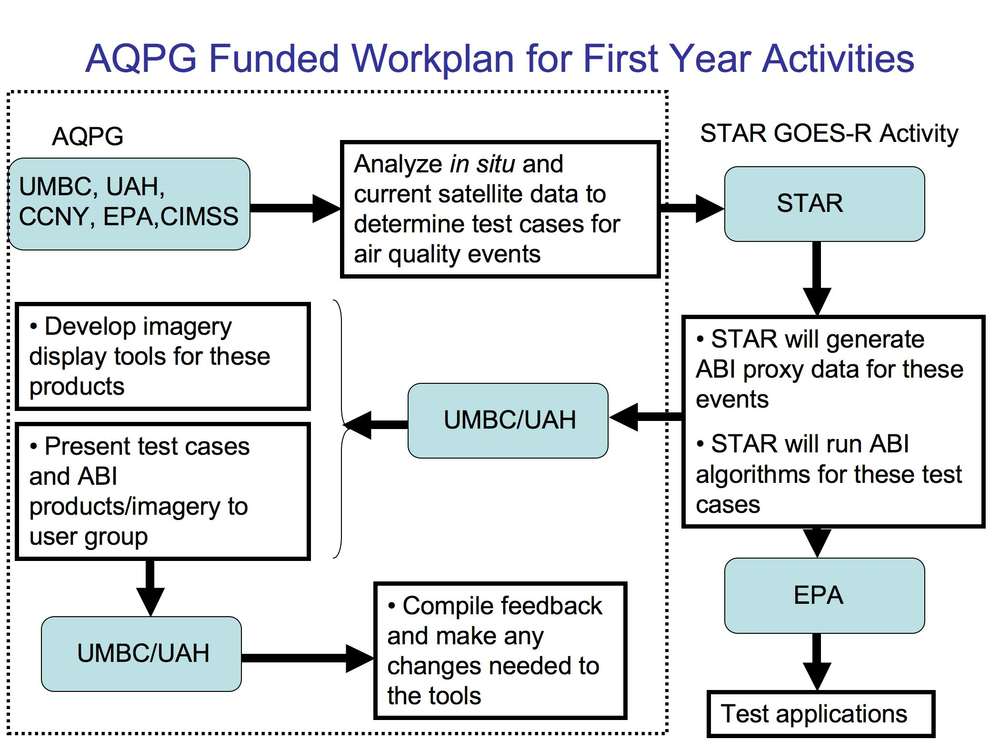 AQPG Funded Workplan for First Year Activities
AQPG
UMBC, UAH,
CCNY, EPA,CIMSS
Analyze in situ and
current satellite data to
determine test cases for
air quality events
STAR GOES-R Activity
STAR
• STAR will generate
ABI proxy data for these
events
• STAR will run ABI
algorithms for these test
cases
UMBC/UAH
• Develop imagery
display tools for these
products
• Present test cases
and ABI
products/imagery to
user group
UMBC/UAH
• Compile feedback
and make any
changes needed to
the tools
EPA
Test applications